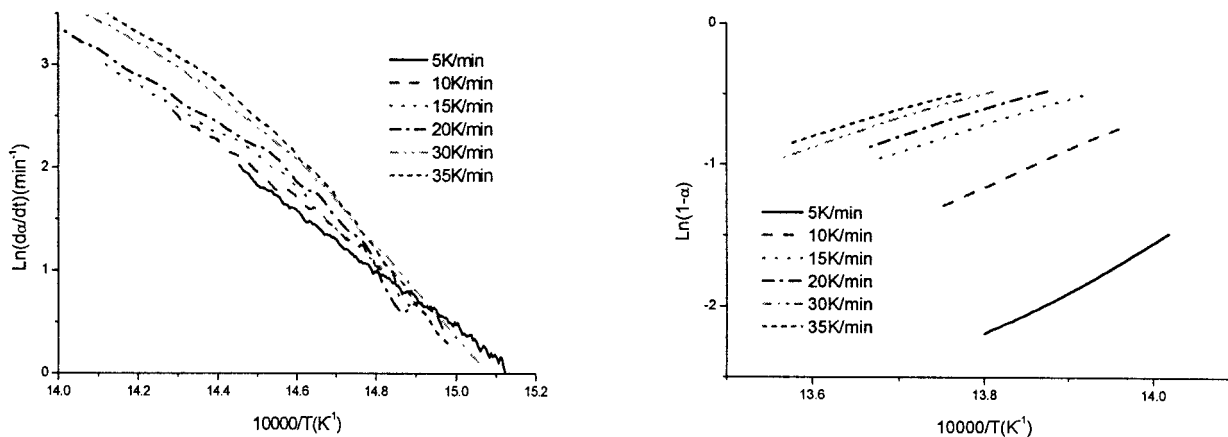 3
2
1
0
Ln(dα/dt)(min⁻¹)
5K/min
10K/min
15K/min
20K/min
30K/min
35K/min
14.0 14.2 14.4 14.6 14.8 15.0 15.2
10000/T(K⁻¹)
0
-1
-2
Ln(1-α)
5K/min
10K/min
15K/min
20K/min
30K/min
35K/min
13.6 13.8 14.0
10000/T(K⁻¹)